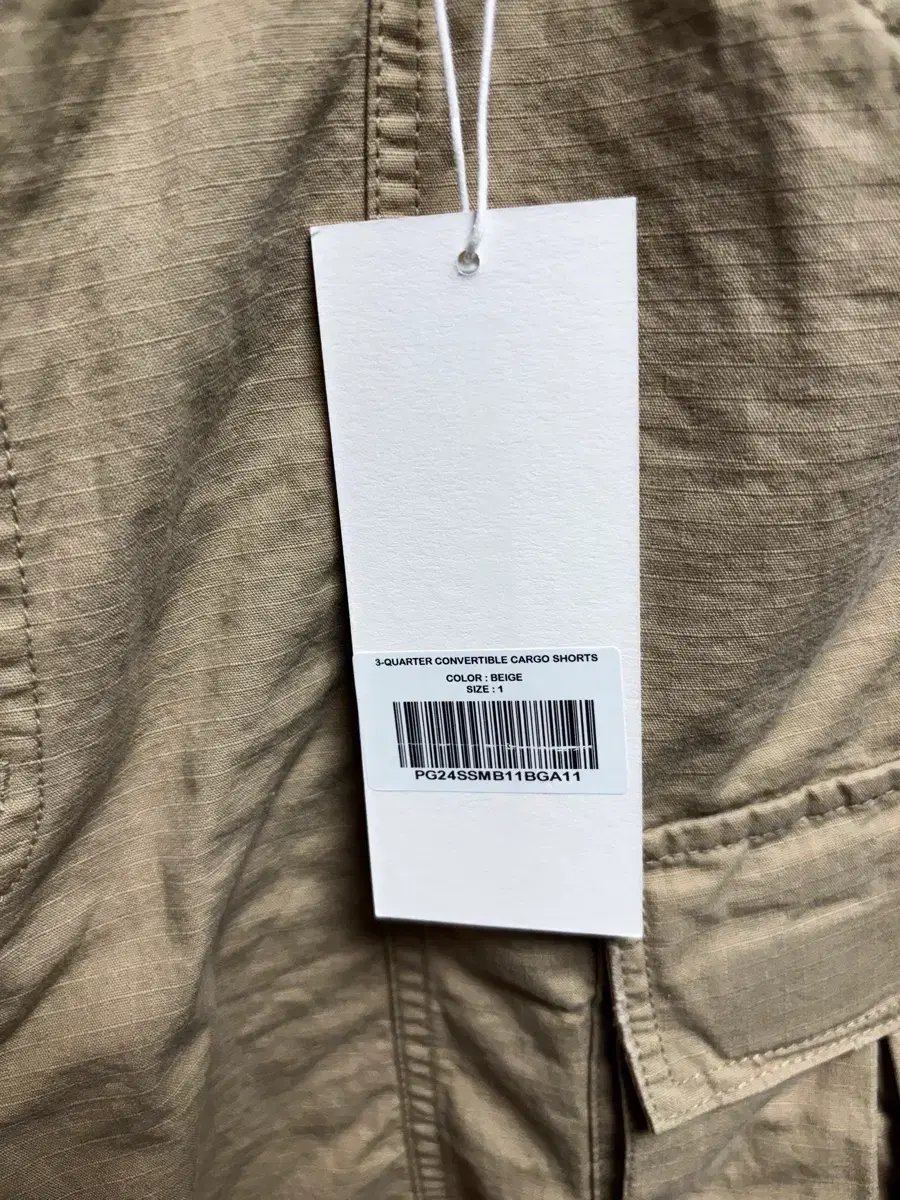 3-QUARTER CONVERTIBLE CARGO SHORTS
COLOR : BEIGE
SIZE : 1
PG24SSMB11BGA11